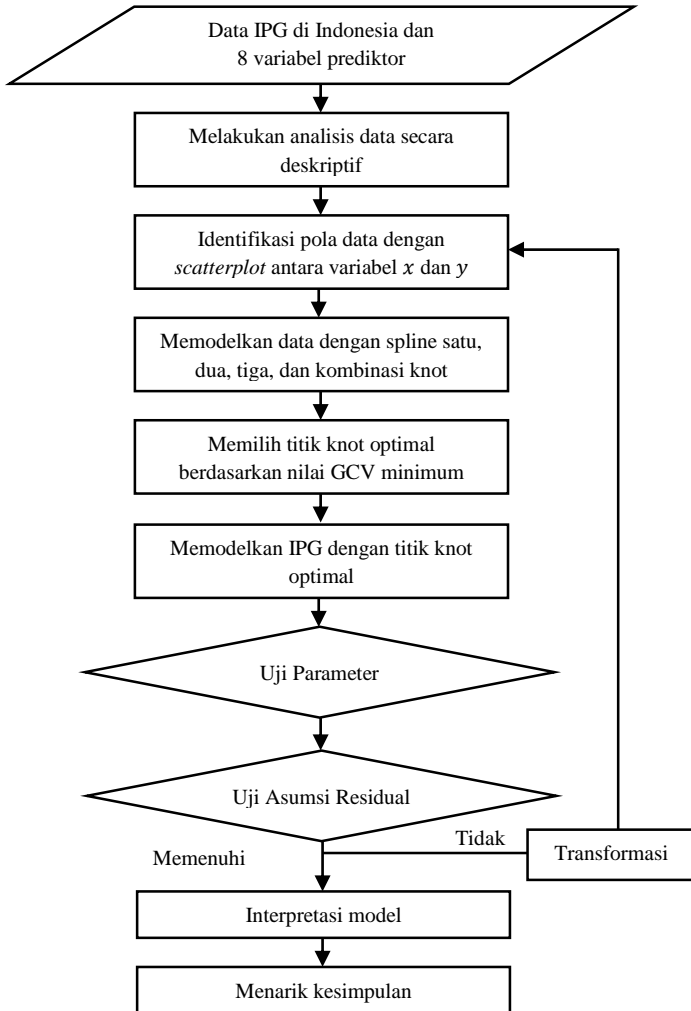 Data IPG di Indonesia dan
8 variabel prediktor
Melakukan analisis data secara
deskriptif
Identifikasi pola data dengan
scatterplot antara variabel x dan y
Memodelkan data dengan spline satu,
dua, tiga, dan kombinasi knot
Memilih titik knot optimal
berdasarkan nilai GCV minimum
Memodelkan IPG dengan titik knot
optimal
Uji Parameter
Uji Asumsi Residual
Tidak
Transformasi
Memenuhi
Interpretasi model
Menarik kesimpulan